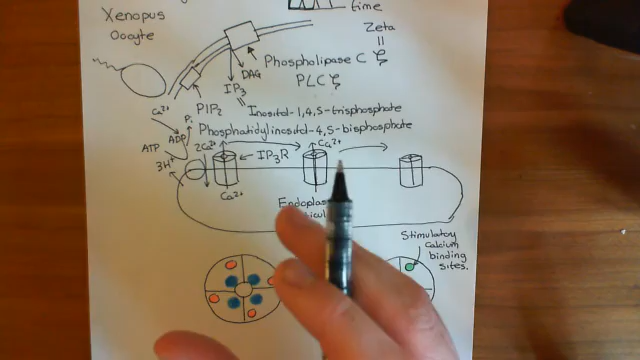 time
Xenopus
Oocyte
Zeta
=
ζ
Phospholipase C
PLC ζ
DAG
IP3
=
PIP2
Inositol-1,4,5-trisphosphate
Phosphatidylinositol-4,5-bisphosphate
Ca2+
Pi
ADP
ATP
3H+
2Ca2+
IP3R
Ca2+
Ca2+
Stimulatory
Calcium
binding
sites.